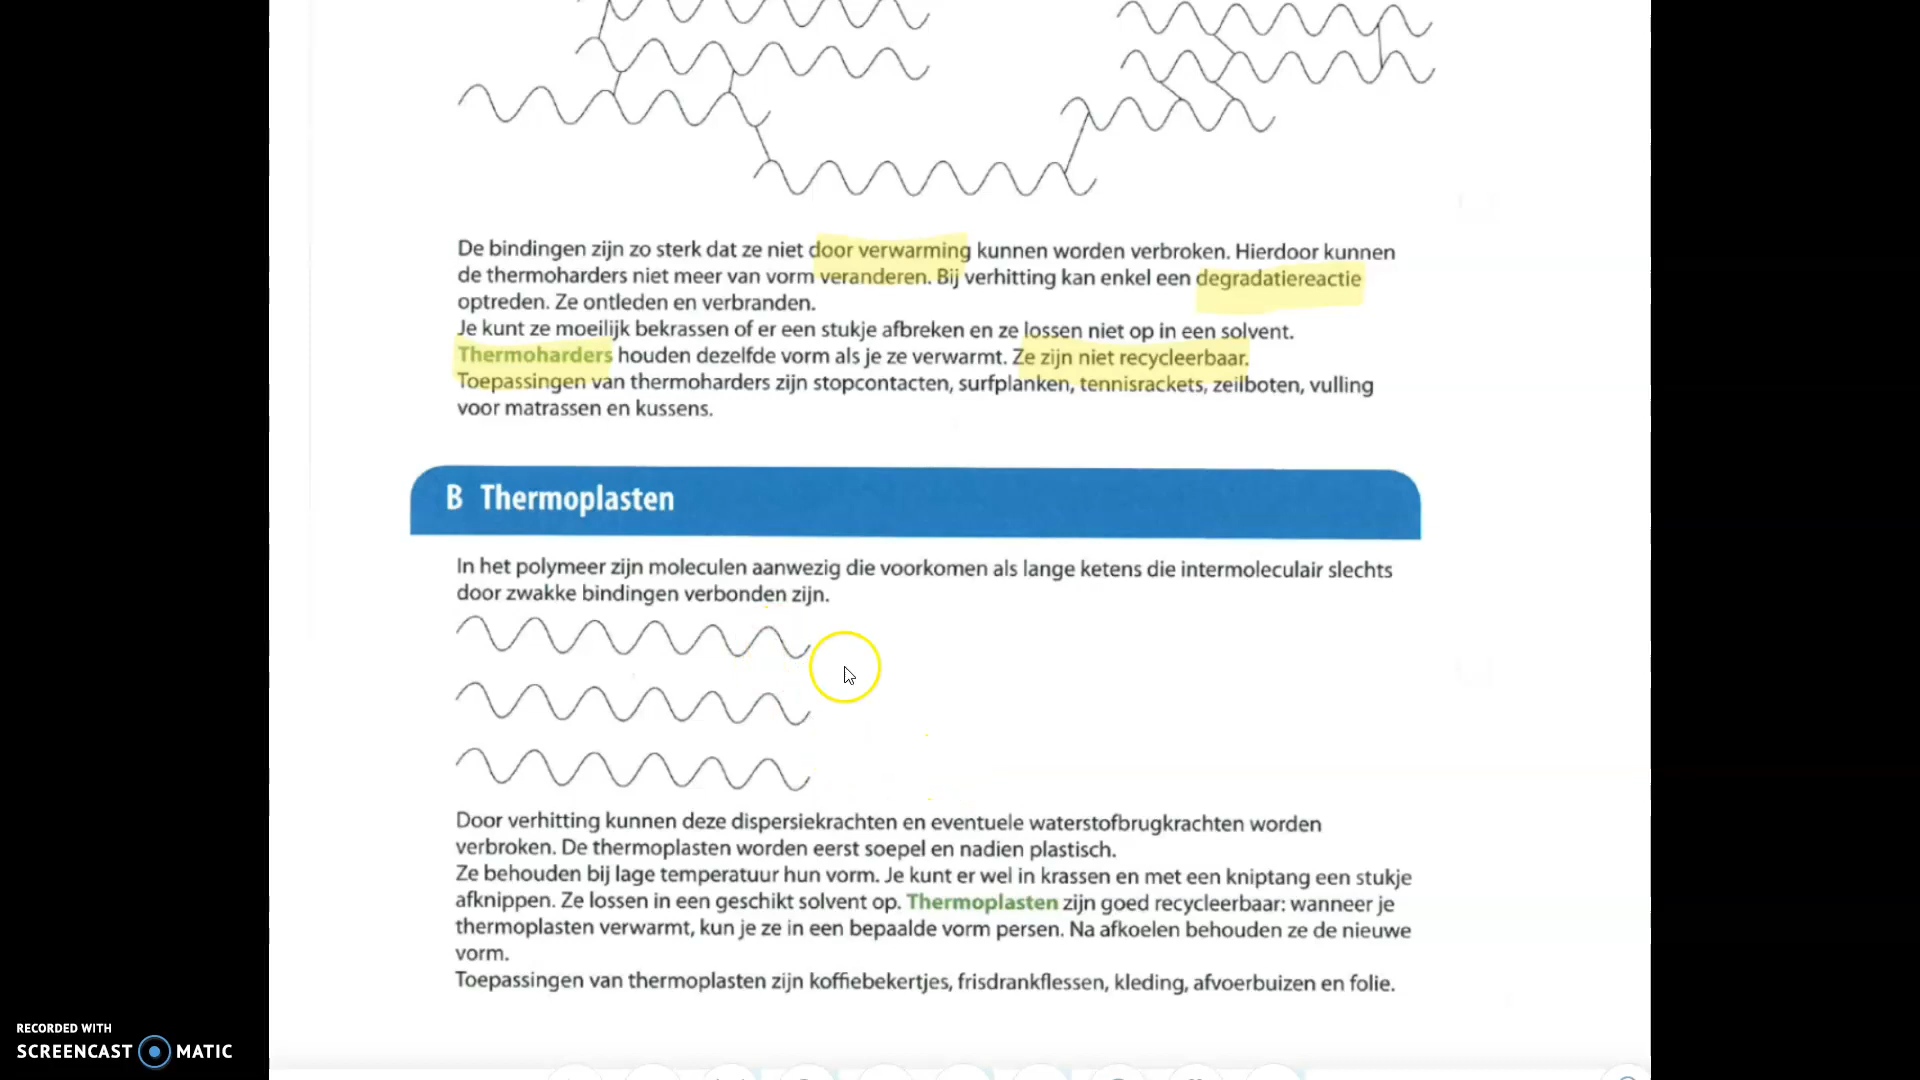 De bindingen zijn zo sterk dat ze niet door verwarming kunnen worden verbroken. Hierdoor kunnen
de thermoharders niet meer van vorm veranderen. Bij verhitting kan enkel een degradatiereactie
optreden. Ze ontleden en verbranden.
Je kunt ze moeilijk bekrassen of er een stukje afbreken en ze lossen niet op in een solvent.
Thermoharders houden dezelfde vorm als je ze verwarmt. Ze zijn niet recycleerbaar.
Toepassingen van thermoharders zijn stopcontacten, surfplanken, tennisrackets, zeilboten, vulling
voor matrassen en kussens.
B Thermoplasten
In het polymeer zijn moleculen aanwezig die voorkomen als lange ketens die intermoleculair slechts
door zwakke bindingen verbonden zijn.
Door verhitting kunnen deze dispersiekrachten en eventuele waterstofbrugkrachten worden
verbroken. De thermoplasten worden eerst soepel en nadien plastisch.
Ze behouden bij lage temperatuur hun vorm. Je kunt er wel in krassen en met een kniptang een stukje
afknippen. Ze lossen in een geschikt solvent op. Thermoplasten zijn goed recycleerbaar: wanneer je
thermoplasten verwarmt, kun je ze in een bepaalde vorm persen. Na afkoelen behouden ze de nieuwe
vorm.
Toepassingen van thermoplasten zijn koffiebekertjes, frisdrankflessen, kleding, afvoerbuizen en folie.
RECORDED WITH
SCREENCAST MATIC